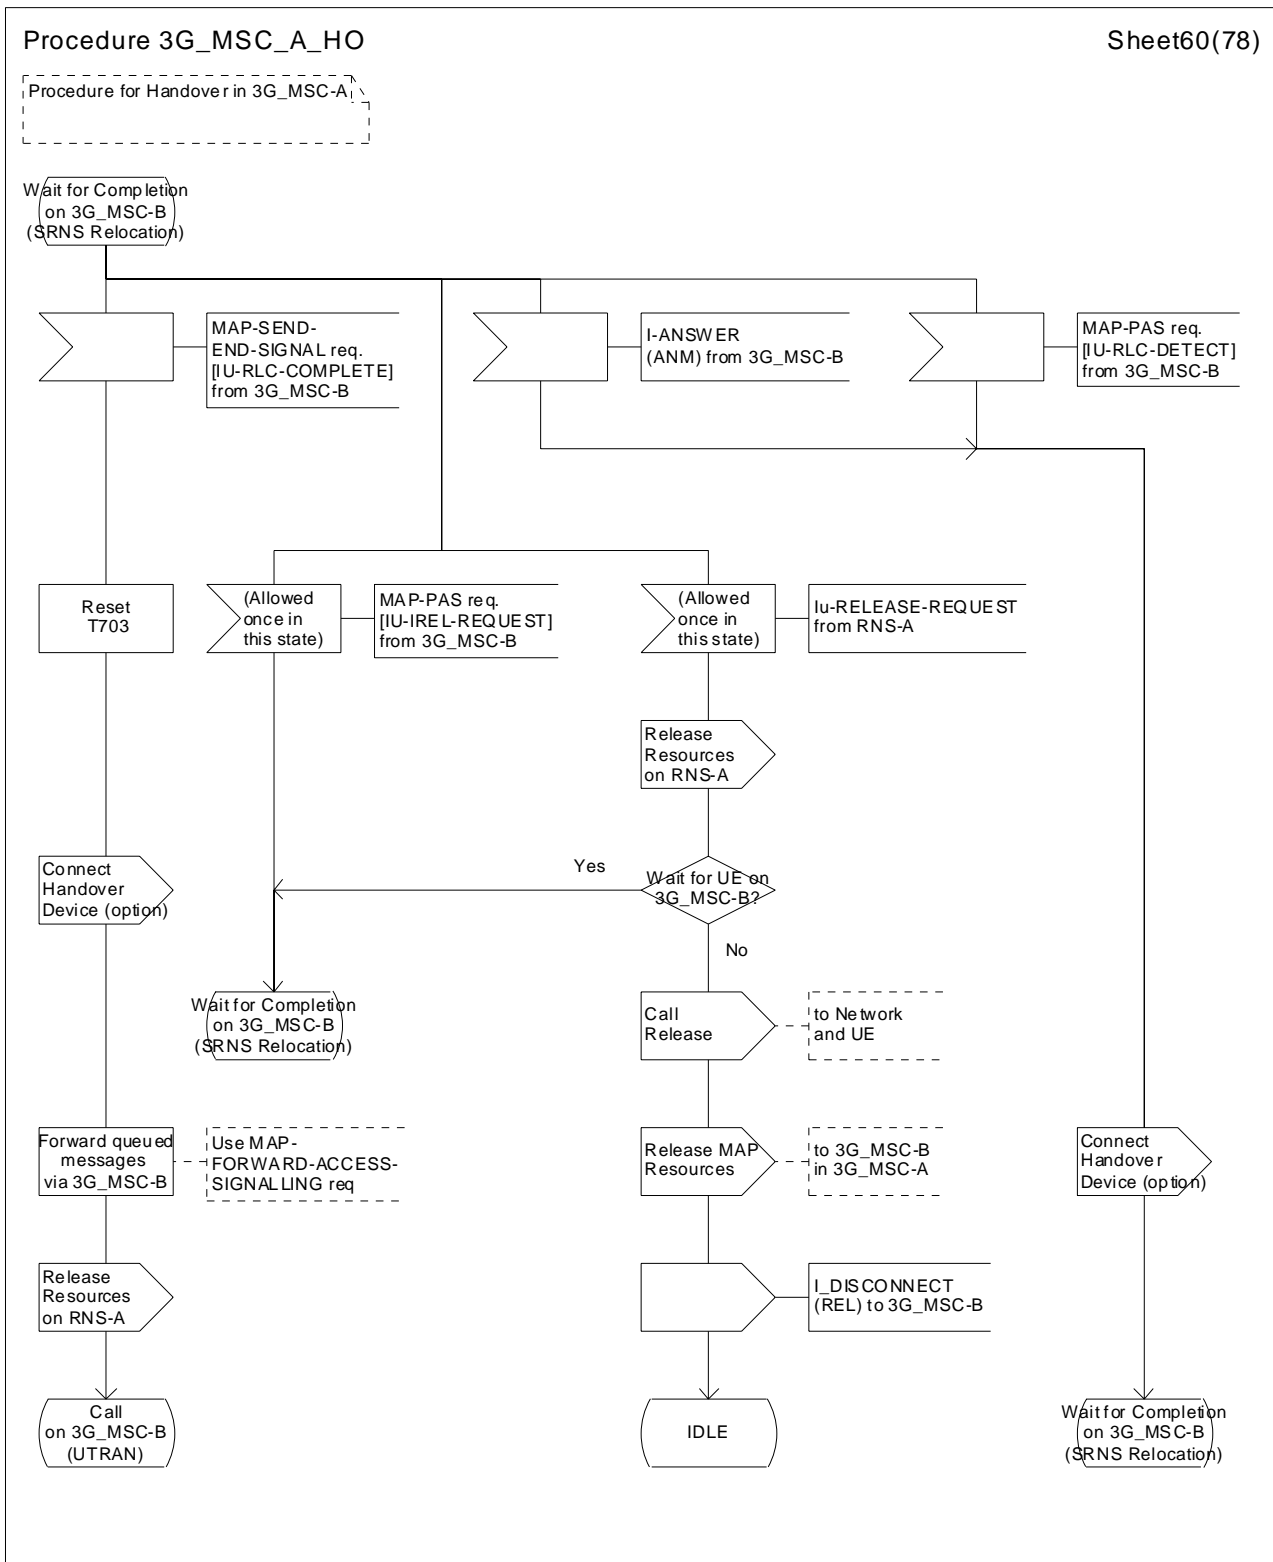 Procedure 3G_MSC_A_HO
Sheet60(78)
Procedure for Handover in 3G_MSC-A
Wait for Completion
on 3G_MSC-B
(SRNS Relocation)
MAP-SEND-
END-SIGNAL req.
[IU-RLC-COMPLETE]
from 3G_MSC-B
I-ANSWER
(ANM) from 3G_MSC-B
MAP-PAS req.
[IU-RLC-DETECT]
from 3G_MSC-B
Reset
T703
(Allowed
once in
this state)
MAP-PAS req.
[IU-IREL-REQUEST]
from 3G_MSC-B
(Allowed
once in
this state)
Iu-RELEASE-REQUEST
from RNS-A
Release
Resources
on RNS-A
Connect
Handover
Device (option)
Yes
Wait for UE on
3G_MSC-B?
No
Wait for Completion
on 3G_MSC-B
(SRNS Relocation)
Call
Release
to Network
and UE
Forward queued
messages
via 3G_MSC-B
Use MAP-
FORWARD-ACCESS-
SIGNALLING req
Release MAP
Resources
to 3G_MSC-B
in 3G_MSC-A
Connect
Handover
Device (option)
Release
Resources
on RNS-A
I_DISCONNECT
(REL) to 3G_MSC-B
Call
on 3G_MSC-B
(UTRAN)
IDLE
Wait for Completion
on 3G_MSC-B
(SRNS Relocation)